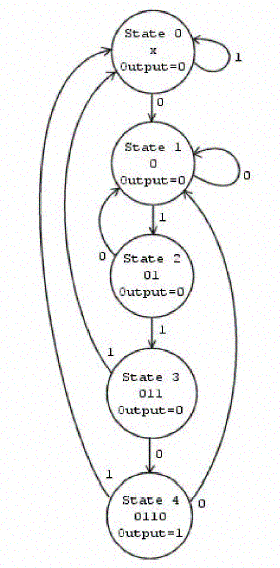 State 0
x
Output=0
1
0
State 1
0
Output=0
0
1
State 2
01
Output=0
0
1
State 3
011
Output=0
1
0
State 4
0110
Output=1
1
0